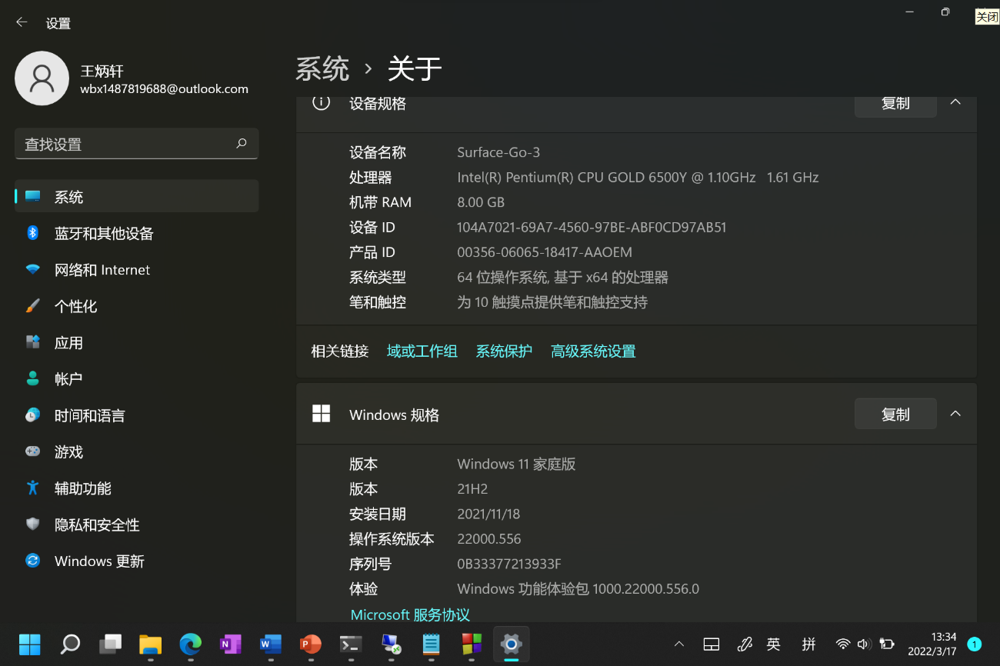 设置
关闭
王炳轩
wbx1487819688@outlook.com
查找设置
系统
蓝牙和其他设备
网络和 Internet
个性化
应用
帐户
时间和语言
游戏
辅助功能
隐私和安全性
Windows 更新
系统 › 关于
设备规格 复制
设备名称 Surface-Go-3
处理器 Intel(R) Pentium(R) CPU GOLD 6500Y @ 1.10GHz 1.61 GHz
机带 RAM 8.00 GB
设备 ID 104A7021-69A7-4560-97BE-ABF0CD97AB51
产品 ID 00356-06065-18417-AAOEM
系统类型 64 位操作系统, 基于 x64 的处理器
笔和触控 为 10 触摸点提供笔和触控支持
相关链接 域或工作组 系统保护 高级系统设置
Windows 规格 复制
版本 Windows 11 家庭版
版本 21H2
安装日期 2021/11/18
操作系统版本 22000.556
序列号 0B33377213933F
体验 Windows 功能体验包 1000.22000.556.0
Microsoft 服务协议
英 拼 13:34
2022/3/17 1